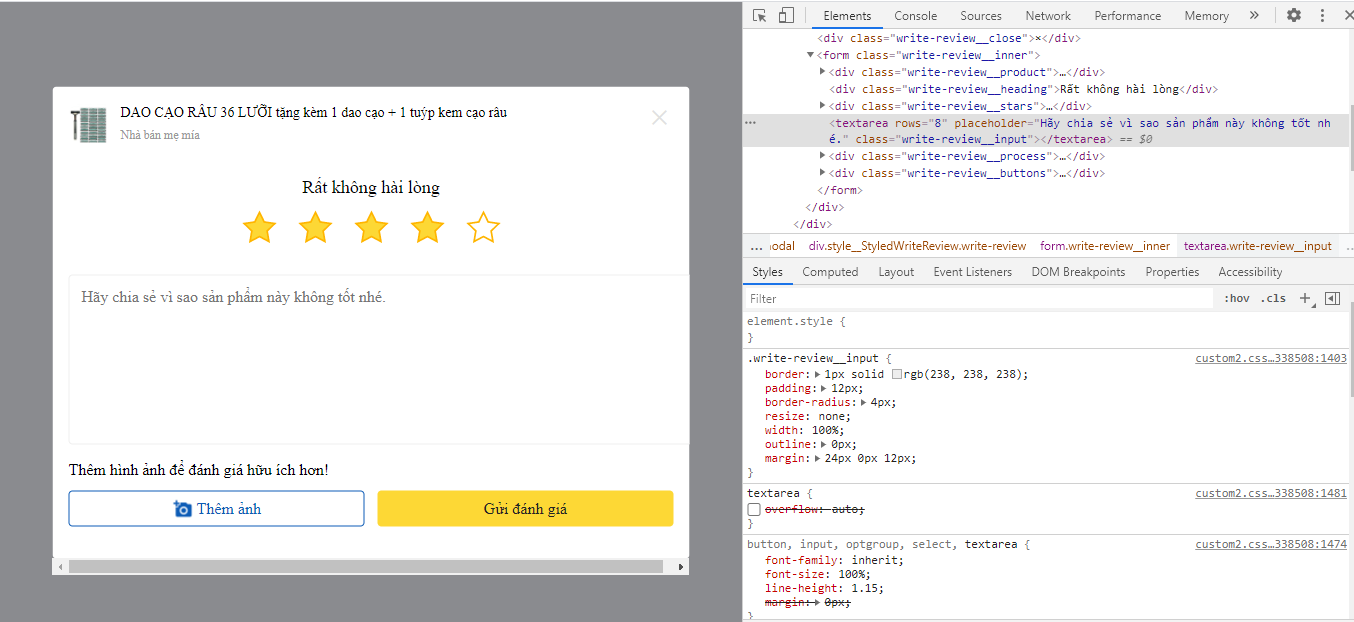 DAO CẠO RÂU 36 LƯỠI tặng kèm 1 dao cạo + 1 tuýp kem cạo râu
Nhà bán mẹ mía
Rất không hài lòng
Hãy chia sẻ vì sao sản phẩm này không tốt nhé.
Thêm hình ảnh để đánh giá hữu ích hơn!
Thêm ảnh
Gửi đánh giá
Elements Console Sources Network Performance Memory »
<div class="write-review__close">×</div>
▼<form class="write-review__inner">
▶<div class="write-review__product">…</div>
<div class="write-review__heading">Rất không hài lòng</div>
▶<div class="write-review__stars">…</div>
<textarea rows="8" placeholder="Hãy chia sẻ vì sao sản phẩm này không tốt nh
é." class="write-review__input"></textarea> == $0
▶<div class="write-review__process">…</div>
▶<div class="write-review__buttons">…</div>
</form>
</div>
</div>
… odal div.style__StyledWriteReview.write-review form.write-review__inner textarea.write-review__input …
Styles Computed Layout Event Listeners DOM Breakpoints Properties Accessibility
Filter :hov .cls +
element.style {
}
.write-review__input { custom2.css…338508:1403
border: ▶ 1px solid rgb(238, 238, 238);
padding: ▶ 12px;
border-radius: ▶ 4px;
resize: none;
width: 100%;
outline: ▶ 0px;
margin: ▶ 24px 0px 12px;
}
textarea { custom2.css…338508:1481
overflow: auto;
}
button, input, optgroup, select, textarea { custom2.css…338508:1474
font-family: inherit;
font-size: 100%;
line-height: 1.15;
margin: ▶ 0px;
}